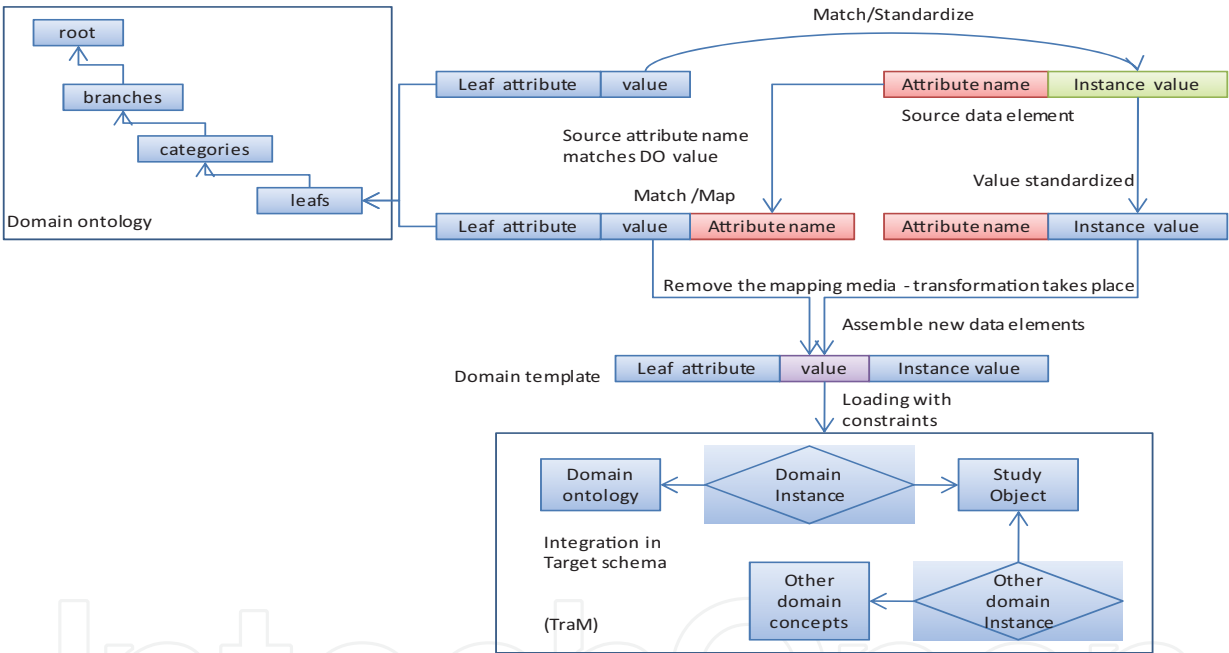 Match/Standardize
root
branches
categories
leafs
Domain ontology
Leaf attribute value
Attribute name Instance value
Source data element
Source attribute name
matches DO value
Match /Map
Value standardized
Leaf attribute value Attribute name
Attribute name Instance value
Remove the mapping media - transformation takes place
Assemble new data elements
Domain template
Leaf attribute value Instance value
Loading with
constraints
Domain
ontology
Domain
Instance
Study
Object
Integration in
Target schema
(TraM)
Other
domain
concepts
Other
domain
Instance